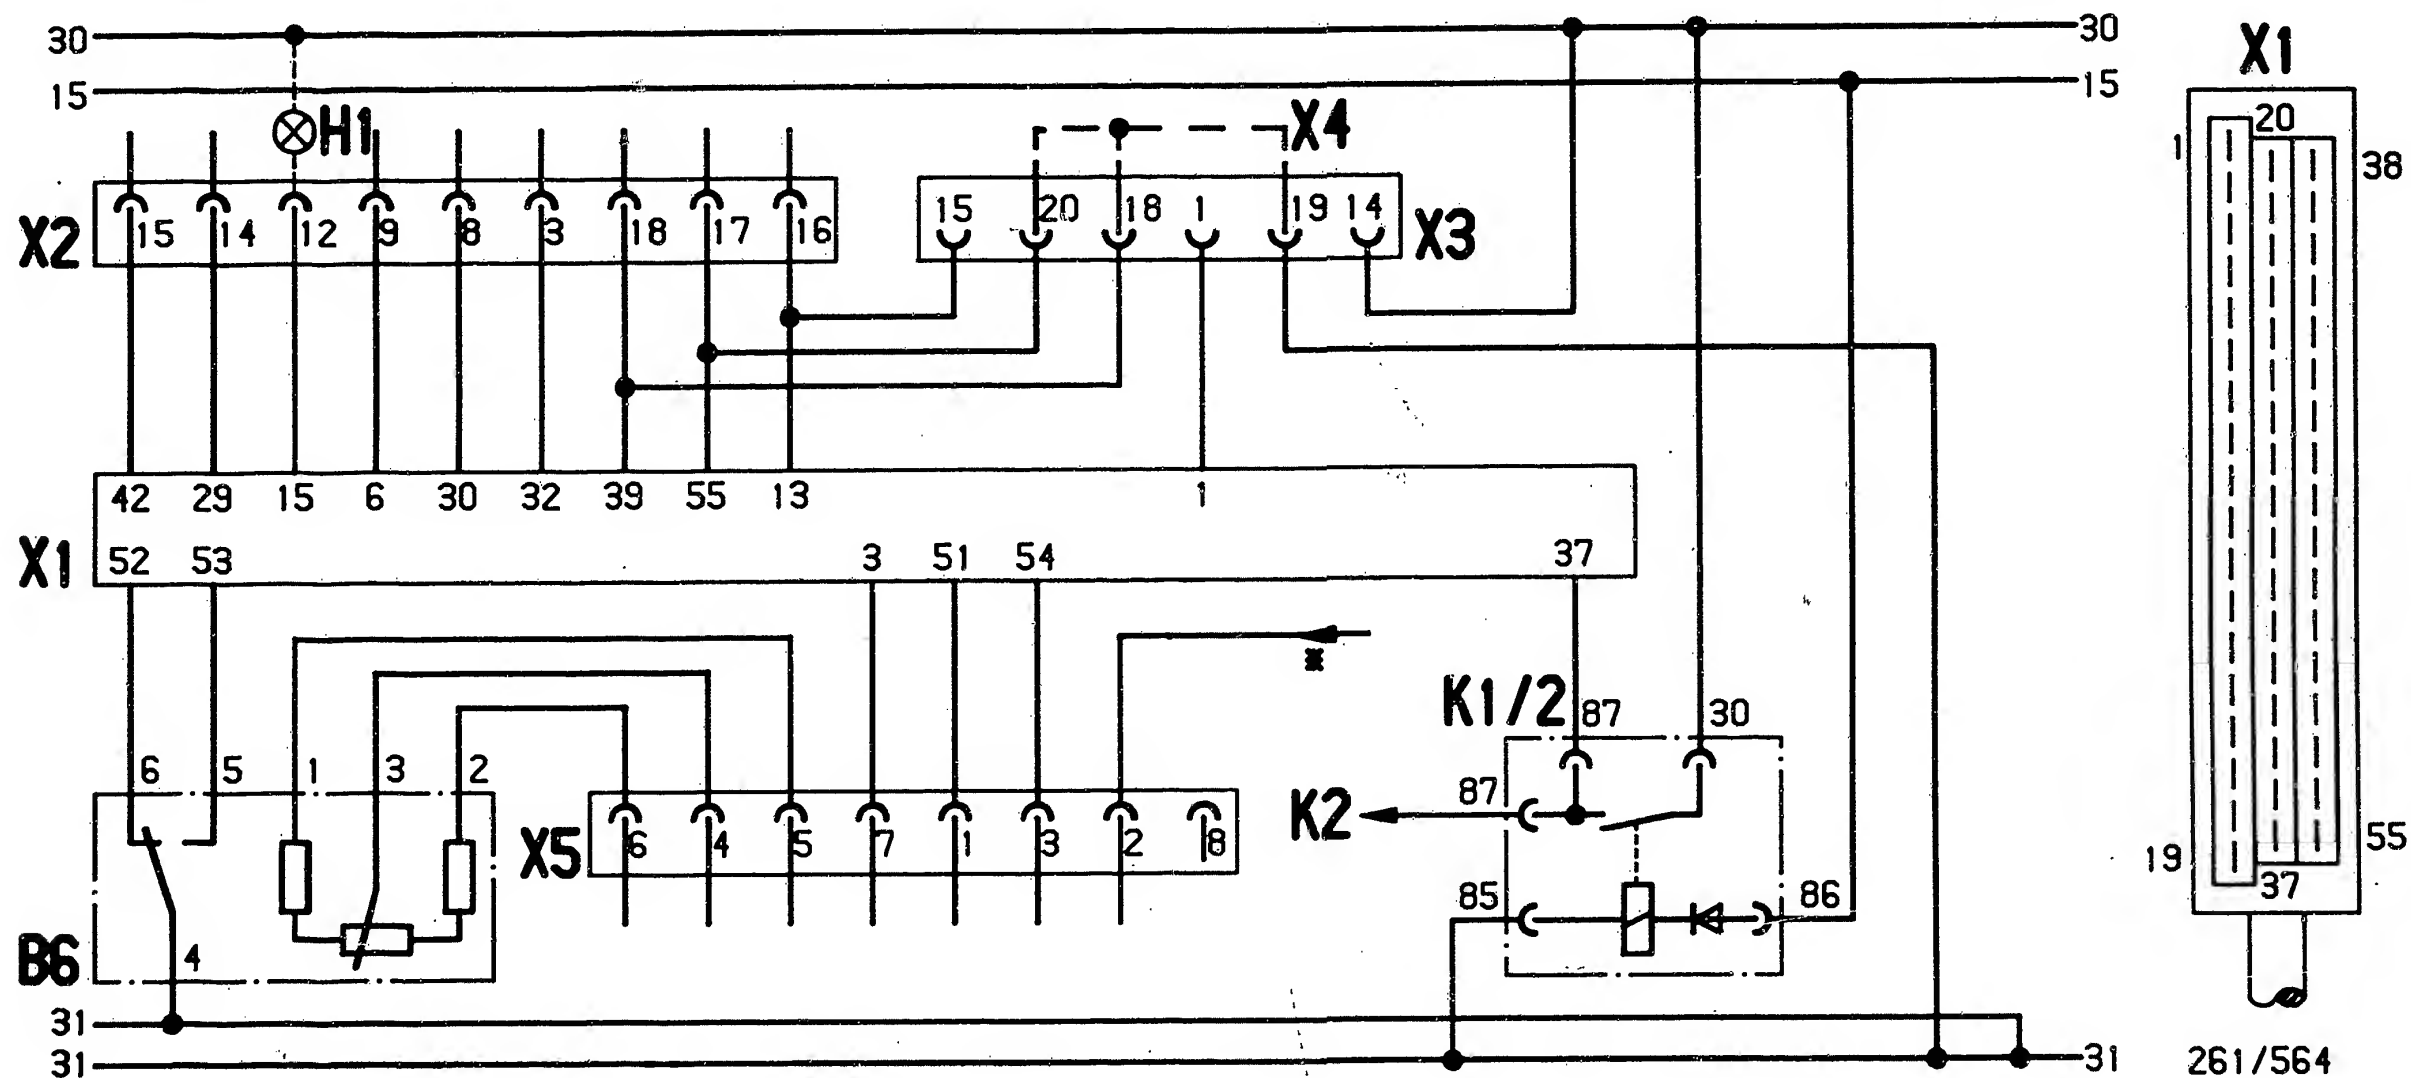 30 30
15 15
X1
H1
X4
20
1
38
15 20 18 1 19 14
X3
X2
15 14 12 9 8 3 18 17 16
42 29 15 6 30 32 39 55 13 1
X1
52 53 3 51 54 37
*
K1/2
87 30
6 5 1 3 2
87
K2
X5
6 4 5 7 1 3 2 8
19
55
37
85 86
B6
4
31
31 31
261/564